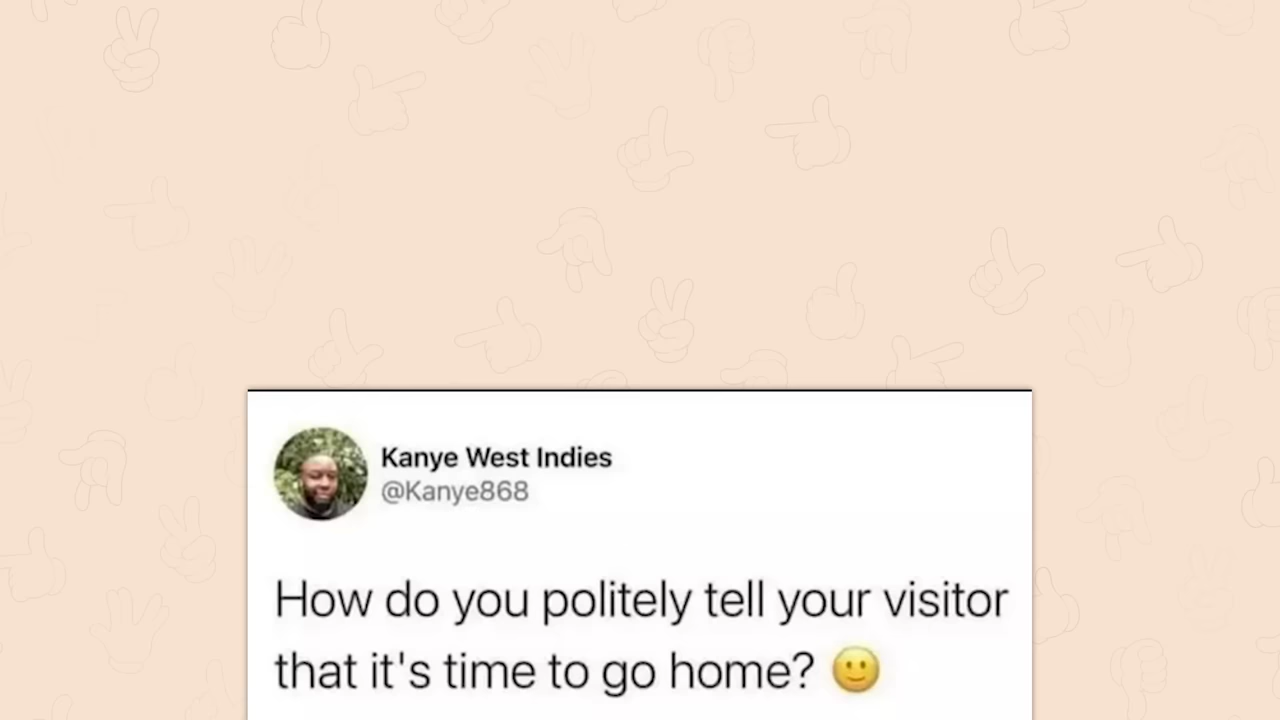 Kanye West Indies
@Kanye868
How do you politely tell your visitor
that it's time to go home? 🙂